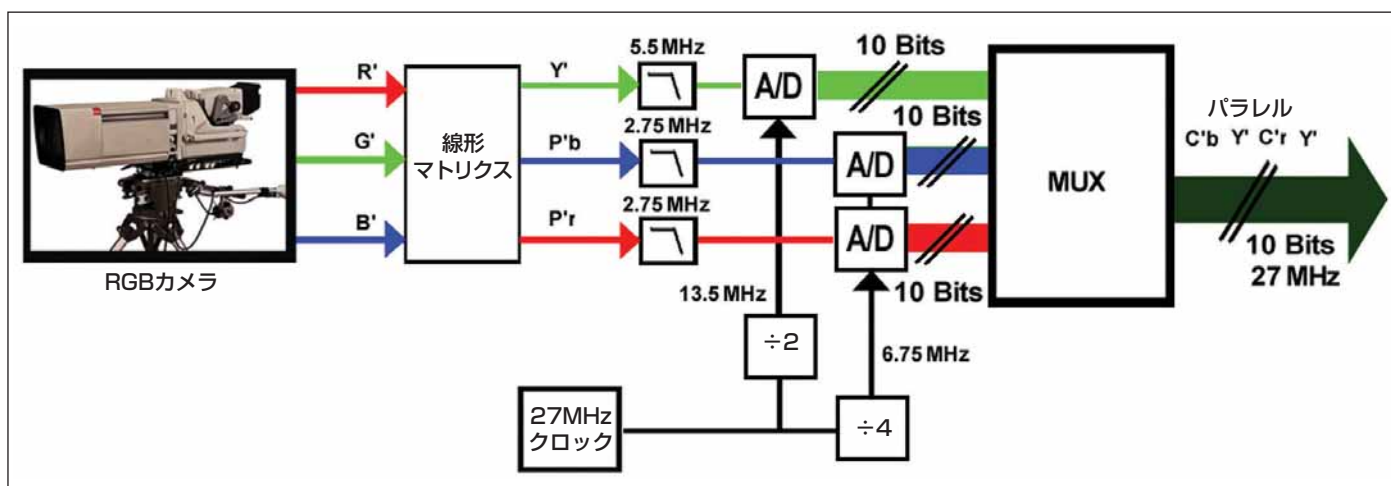 R'
G'
B'
RGBカメラ
線形
マトリクス
Y'
P'b
P'r
5.5 MHz
2.75 MHz
2.75 MHz
A/D
A/D
A/D
10 Bits
10 Bits
10 Bits
MUX
パラレル
C'b Y' C'r Y'
10 Bits
27 MHz
13.5 MHz
6.75 MHz
÷2
÷4
27MHz
クロック